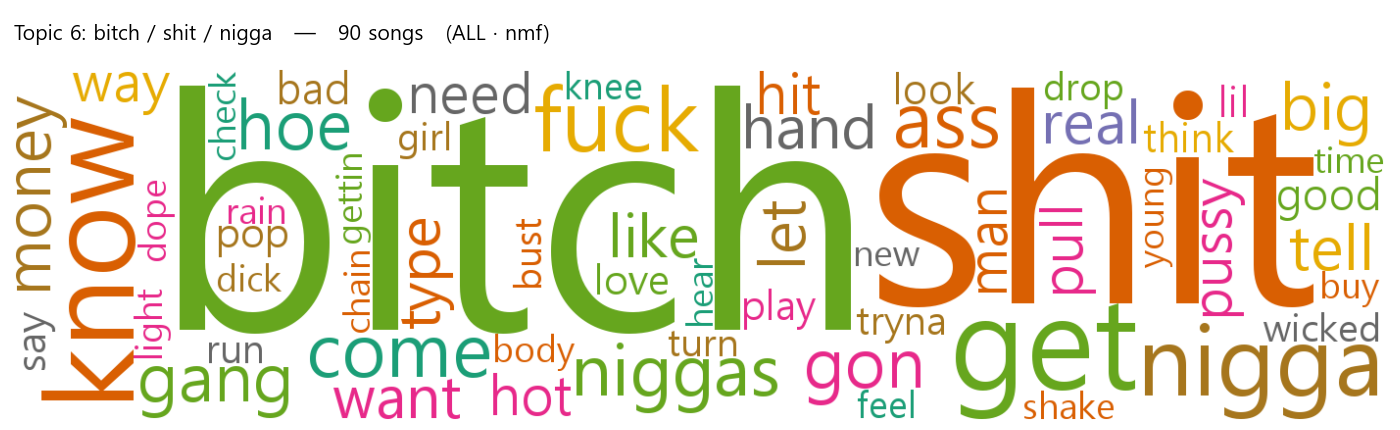 Topic 6: bitch / shit / nigga — 90 songs (ALL · nmf)
way
check
bad
need
knee
hit
look
drop
lil
big
money
know
hoe
girl
fuck
hand
ass
real
think
time
bitch
shit
dope
rain
gettin
pop
dick
chain
type
bust
like
love
hear
let
play
new
man
pull
young
pussy
good
tell
buy
say
light
run
gang
come
want
body
hot
niggas
turn
gon
tryna
feel
get
shake
nigga
wicked